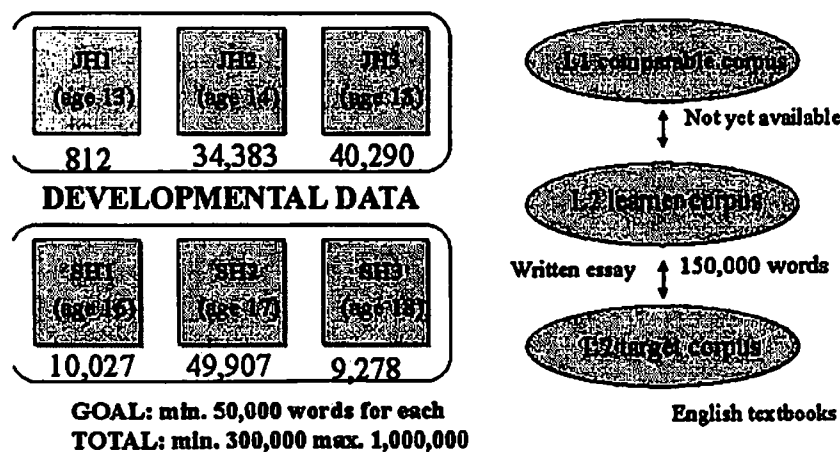 JH1
(age 13)
812
JH2
(age 14)
34,383
JH3
(age 15)
40,290
DEVELOPMENTAL DATA
SH1
(age 16)
10,027
SH2
(age 17)
49,907
SH3
(age 18)
9,278
GOAL: min. 50,000 words for each
TOTAL: min. 300,000 max. 1,000,000
L1 comparable corpus
Not yet available
L2 learner corpus
Written essay
150,000 words
L2 target corpus
English textbooks